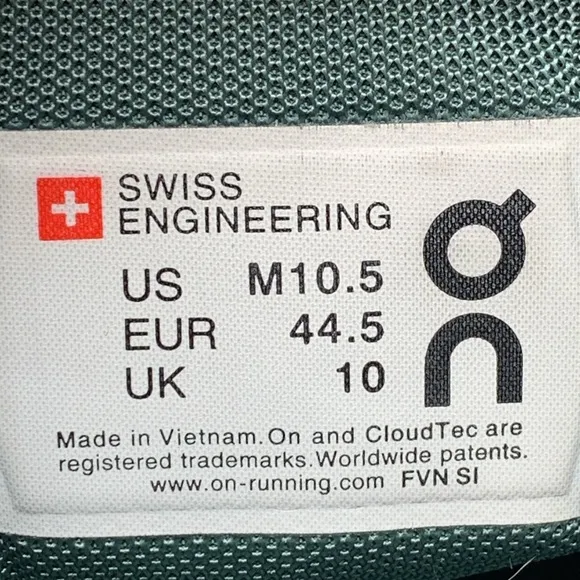 SWISS
ENGINEERING
US M10.5
EUR 44.5
UK 10
On
Made in Vietnam. On and CloudTec are
registered trademarks. Worldwide patents.
www.on-running.com FVN SI